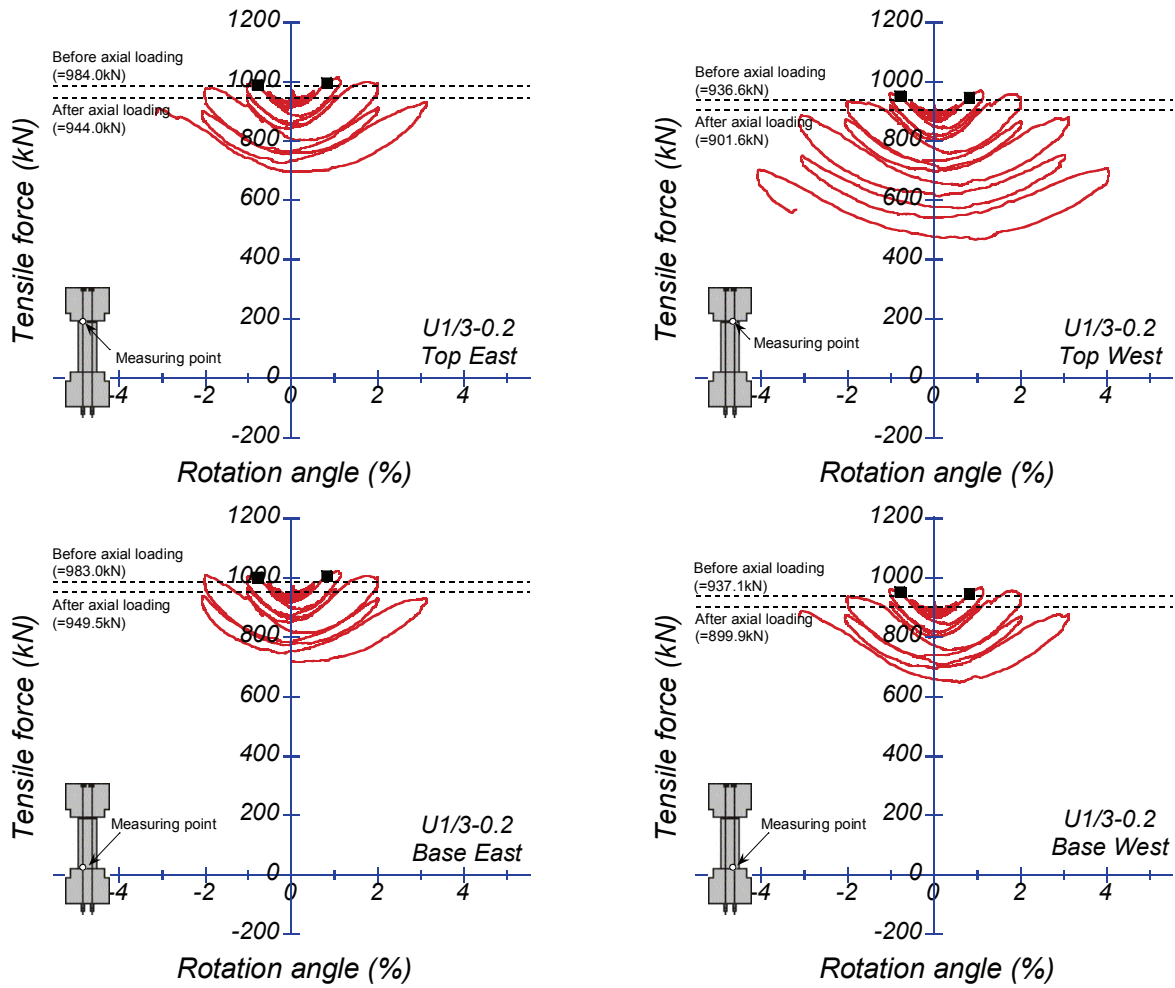 1200
Before axial loading
(=984.0kN)
1000
After axial loading
(=944.0kN)
800
600
400
200
0
-200
Tensile force (kN)
Measuring point
U1/3-0.2
Top East
-4
-2
0
2
4
Rotation angle (%)
1200
Before axial loading
(=936.6kN)
1000
After axial loading
(=901.6kN)
800
600
400
200
0
-200
Tensile force (kN)
Measuring point
U1/3-0.2
Top West
-4
-2
0
2
4
Rotation angle (%)
1200
Before axial loading
(=983.0kN)
1000
After axial loading
(=949.5kN)
800
600
400
200
0
-200
Tensile force (kN)
Measuring point
U1/3-0.2
Base East
-4
-2
0
2
4
Rotation angle (%)
1200
Before axial loading
(=937.1kN)
1000
After axial loading
(=899.9kN)
800
600
400
200
0
-200
Tensile force (kN)
Measuring point
U1/3-0.2
Base West
-4
-2
0
2
4
Rotation angle (%)